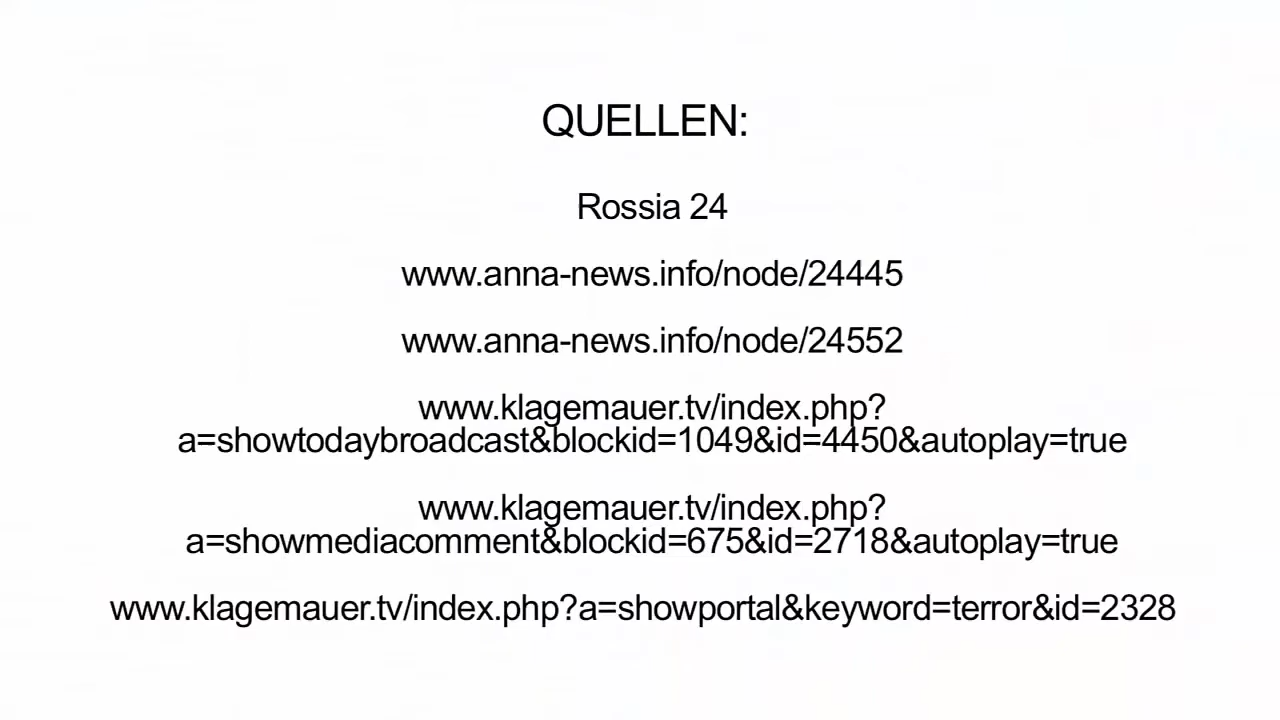 QUELLEN:
Rossia 24
www.anna-news.info/node/24445
www.anna-news.info/node/24552
www.klagemauer.tv/index.php?
a=showtodaybroadcast&blockid=1049&id=4450&autoplay=true
www.klagemauer.tv/index.php?
a=showmediacomment&blockid=675&id=2718&autoplay=true
www.klagemauer.tv/index.php?a=showportal&keyword=terror&id=2328